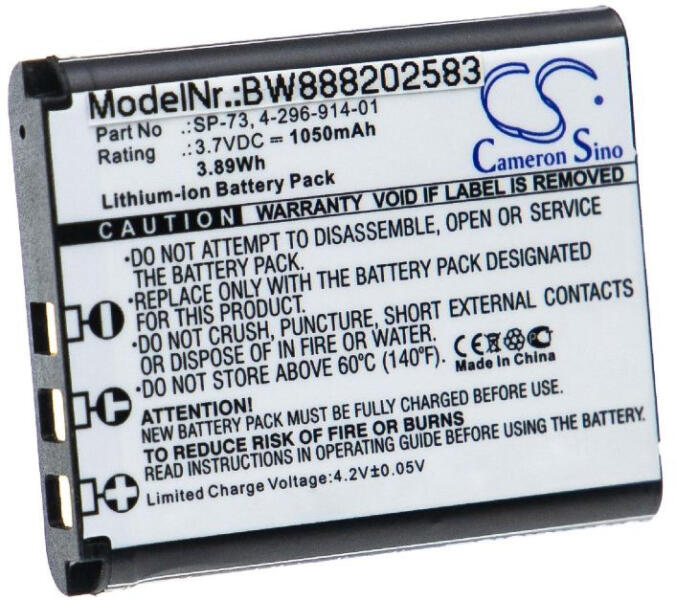 ModelNr.:BW888202583
Part No. :SP-73, 4-296-914-01
Rating :3.7VDC ⎓ 1050mAh
3.89Wh
Lithium-ion Battery Pack
CS
Cameron Sino
CAUTION WARRANTY VOID IF LABEL REMOVED
•DO NOT ATTEMPT TO DISASSEMBLE, OPEN OR SERVICE
THE BATTERY PACK.
•REPLACE ONLY WITH THE BATTERY PACK DESIGNATED
FOR THIS EQUIPMENT.
•DO NOT CRUSH, PUNCTURE, SHORT EXTERNAL CONTACTS
OR DISPOSE OF IN FIRE OR WATER.
•DO NOT STORE ABOVE 60°C (140°F).
CE
Made In China
ATTENTION!
NEW BATTERY PACK MUST BE FULLY CHARGED BEFORE USE
TO REDUCE RISK OF FIRE OR BURNS
READ BATTERY PACK OPERATING GUIDE BEFORE USING BATTERY.
Limited Charge Voltage:4.2V±0.05V
- C +